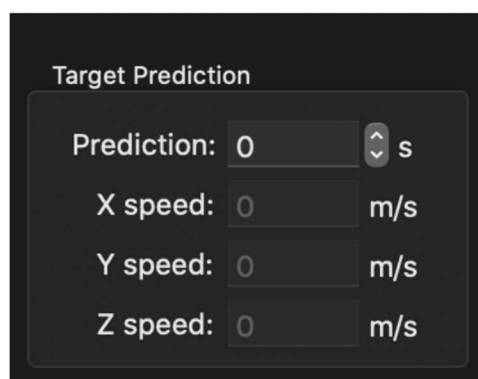 Target Prediction
Prediction: 0 s
X speed: 0 m/s
Y speed: 0 m/s
Z speed: 0 m/s